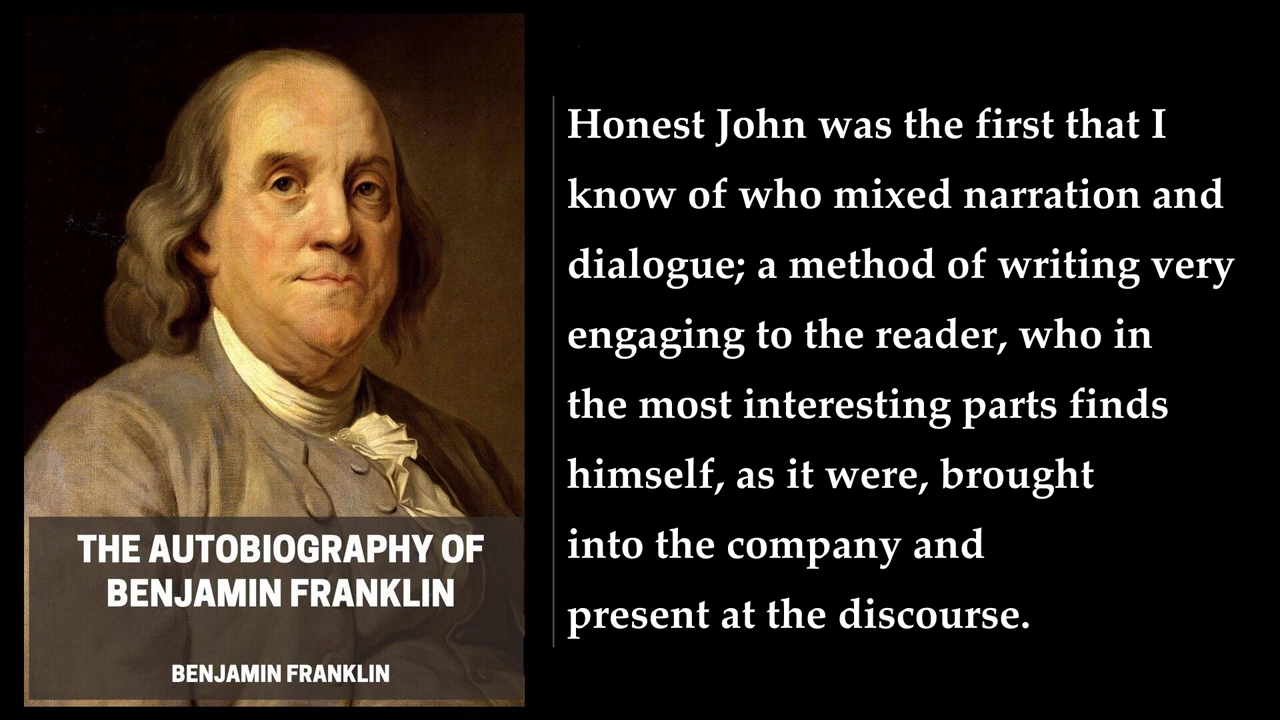 THE AUTOBIOGRAPHY OF
BENJAMIN FRANKLIN
BENJAMIN FRANKLIN
Honest John was the first that I
know of who mixed narration and
dialogue; a method of writing very
engaging to the reader, who in
the most interesting parts finds
himself, as it were, brought
into the company and
present at the discourse.